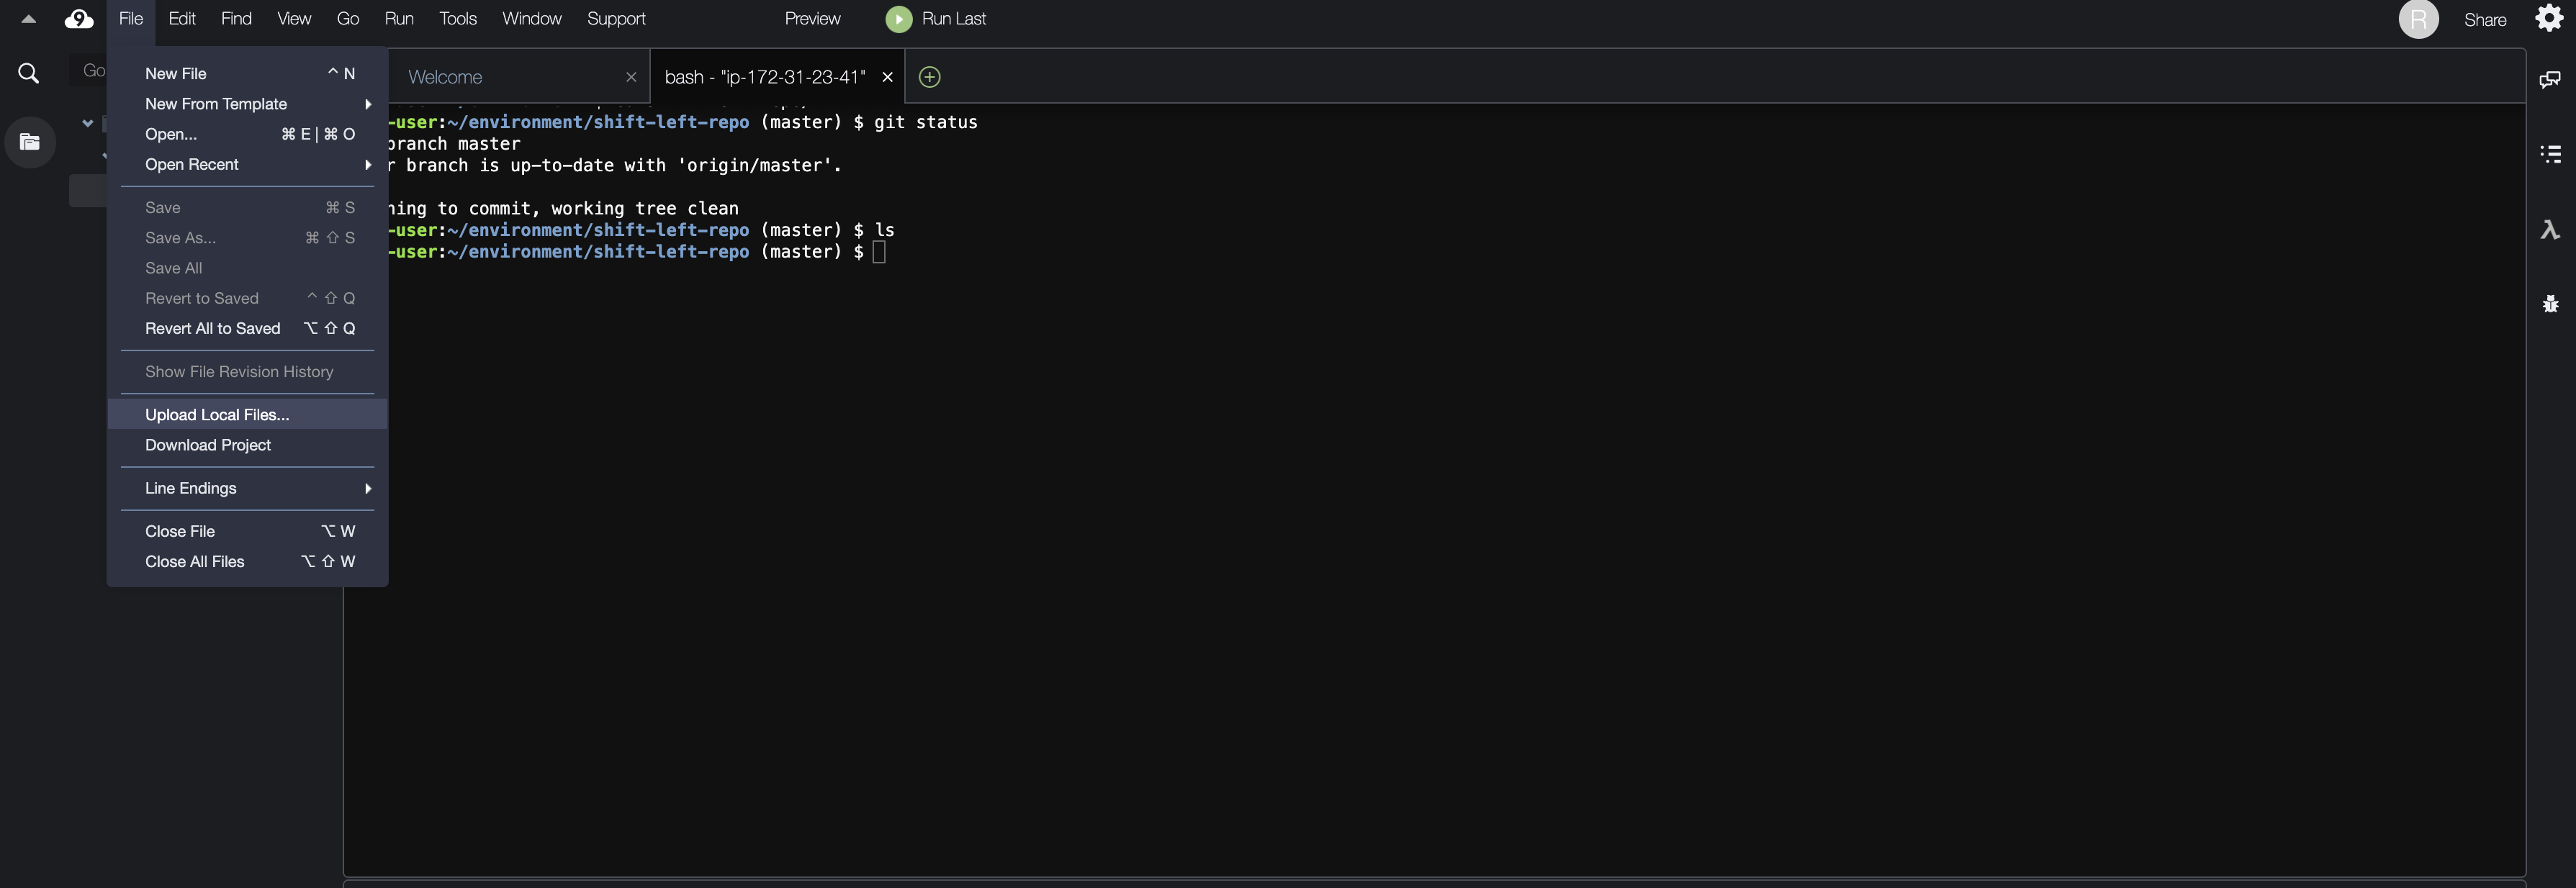 File Edit Find View Go Run Tools Window Support Preview Run Last R Share
Go
New File ^ N
New From Template
Open... ⌘ E | ⌘ O
Open Recent
Save ⌘ S
Save As... ⌘ ⇧ S
Save All
Revert to Saved ^ ⇧ Q
Revert All to Saved ⌥ ⇧ Q
Show File Revision History
Upload Local Files...
Download Project
Line Endings
Close File ⌥ W
Close All Files ⌥ ⇧ W
Welcome
bash - "ip-172-31-23-41"
-user:~/environment/shift-left-repo (master) $ git status
branch master
r branch is up-to-date with 'origin/master'.
hing to commit, working tree clean
-user:~/environment/shift-left-repo (master) $ ls
-user:~/environment/shift-left-repo (master) $